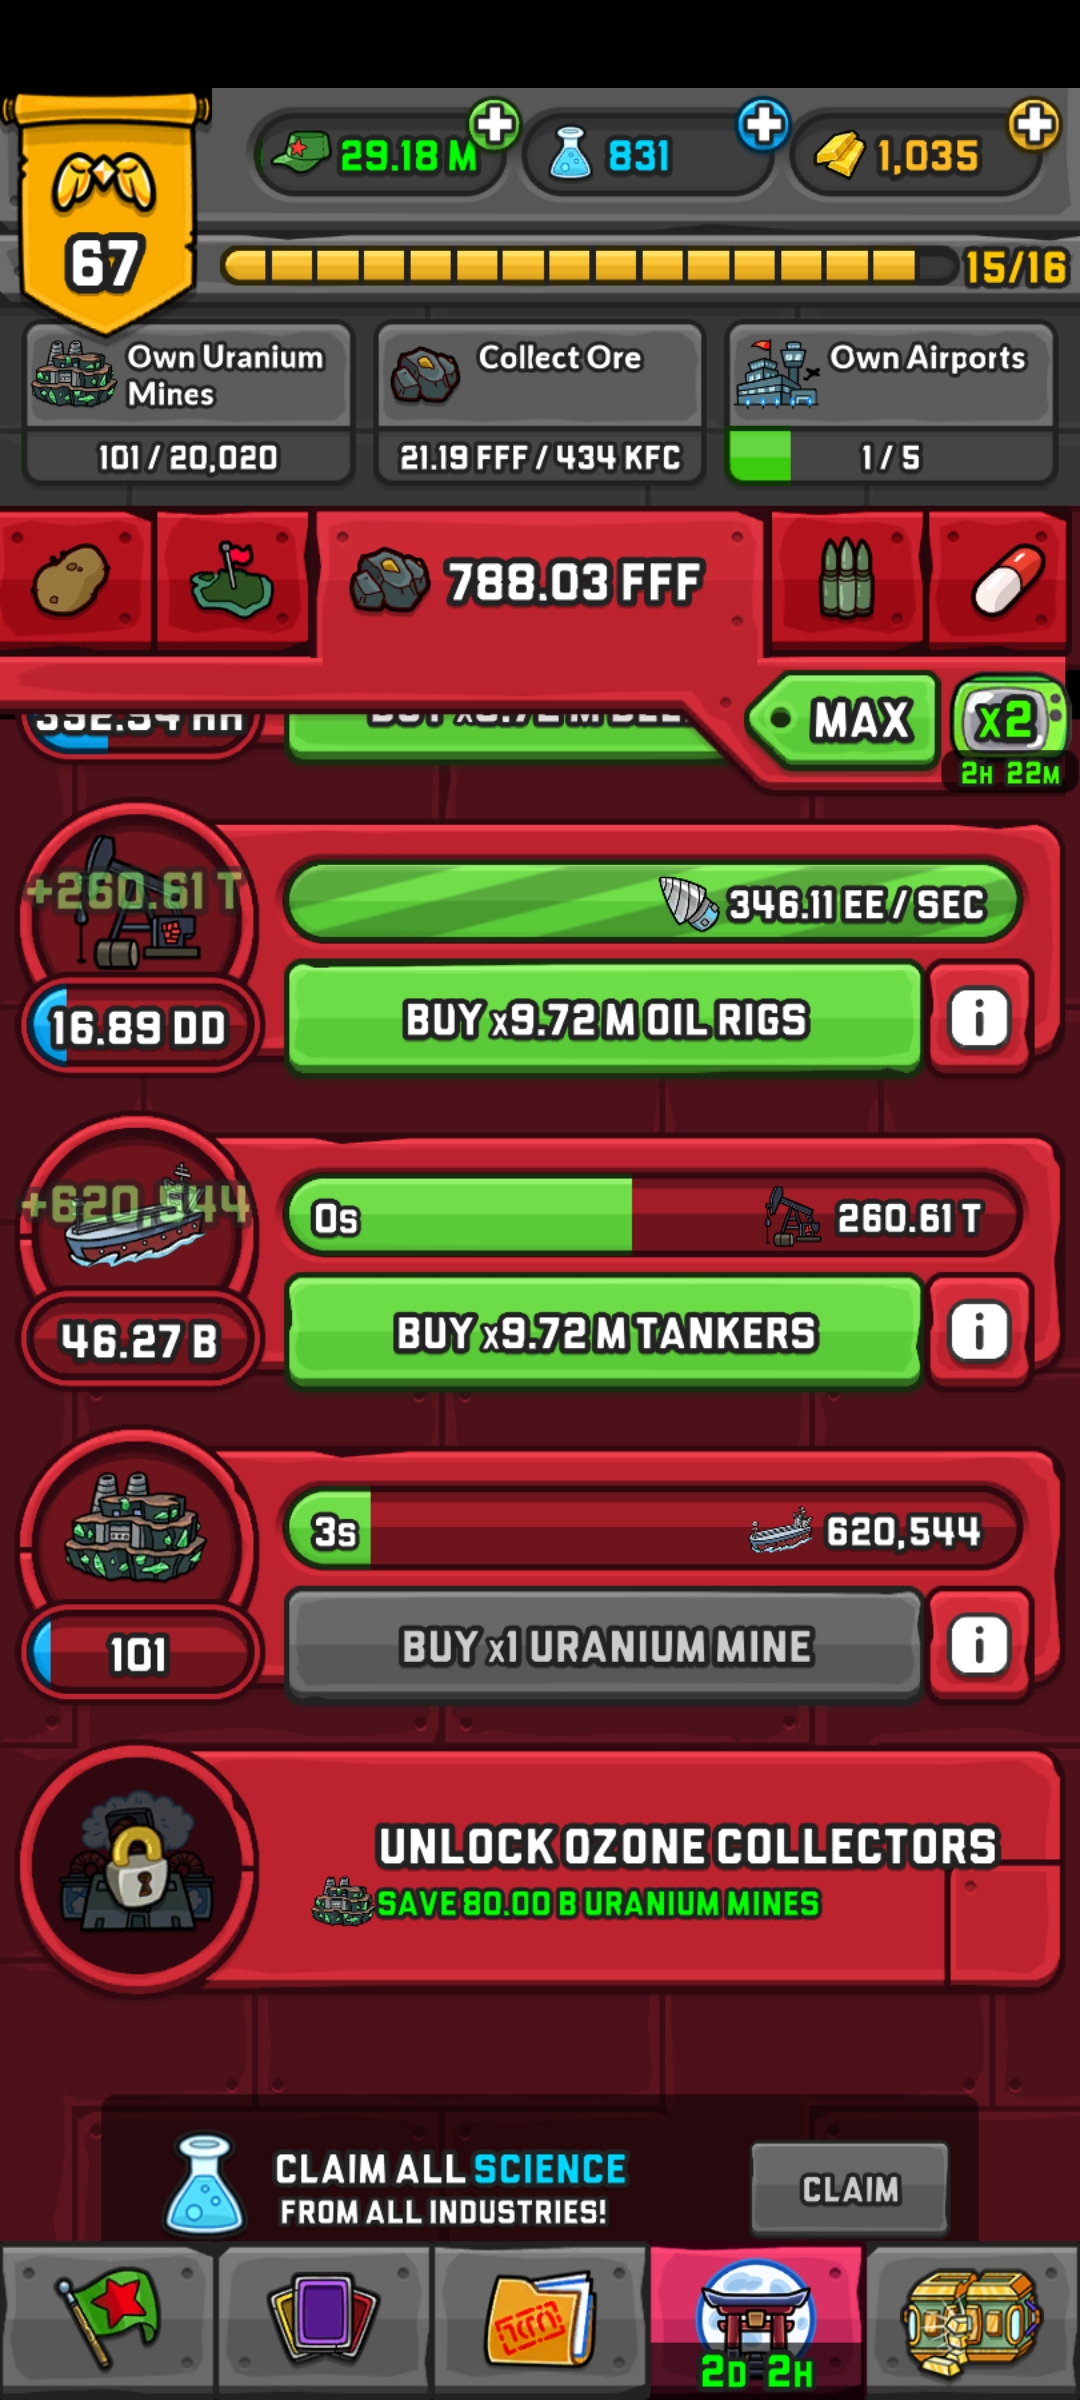 29.18 M
831
1,035
67
15/16
Own Uranium
Mines
101 / 20,020
Collect Ore
21.19 FFF / 434 KFC
Own Airports
1 / 5
788.03 FFF
MAX
x2
2H 22M
+260.61 T
346.11 EE / SEC
16.89 DD
BUY x9.72 M OIL RIGS
i
+620,544
0s
260.61 T
46.27 B
BUY x9.72 M TANKERS
i
3s
620,544
101
BUY x1 URANIUM MINE
i
UNLOCK OZONE COLLECTORS
SAVE 80.00 B URANIUM MINES
CLAIM ALL SCIENCE
FROM ALL INDUSTRIES!
CLAIM
2D 2H